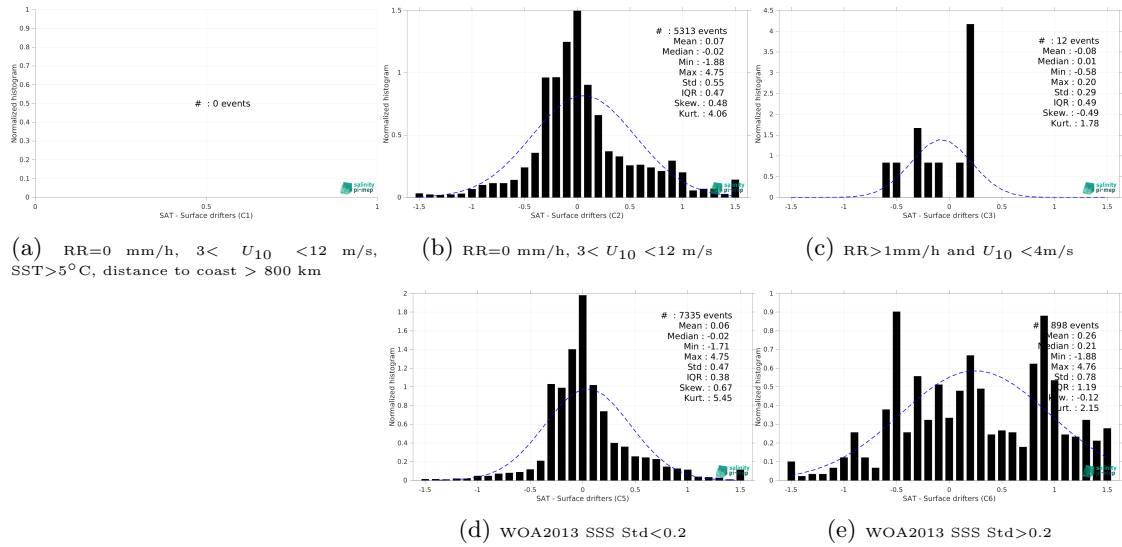 1
0.9
0.8
0.7
0.6
0.5
0.4
0.3
0.2
0.1
0
Normalized histogram
# : 0 events
salinity
pi-mep
0 0.5 1
SAT - Surface drifters (C1)
(a) RR=0 mm/h, 3< U10 <12 m/s,
SST>5°C, distance to coast > 800 km
1.5
1
0.5
0
Normalized histogram
# : 5313 events
Mean : 0.07
Median : -0.02
Min : -1.88
Max : 4.75
Std : 0.55
IQR : 0.47
Skew. : 0.48
Kurt. : 4.06
salinity
pi-mep
-1.5 -1 -0.5 0 0.5 1 1.5
SAT - Surface drifters (C2)
(b) RR=0 mm/h, 3< U10 <12 m/s
4.5
4
3.5
3
2.5
2
1.5
1
0.5
0
Normalized histogram
# : 12 events
Mean : -0.08
Median : 0.01
Min : -0.58
Max : 0.20
Std : 0.29
IQR : 0.49
Skew. : -0.49
Kurt. : 1.78
salinity
pi-mep
-1.5 -1 -0.5 0 0.5 1 1.5
SAT - Surface drifters (C3)
(c) RR>1mm/h and U10 <4m/s
2
1.8
1.6
1.4
1.2
1
0.8
0.6
0.4
0.2
0
Normalized histogram
# : 7335 events
Mean : 0.06
Median : -0.02
Min : -1.71
Max : 4.75
Std : 0.47
IQR : 0.38
Skew. : 0.67
Kurt. : 5.45
salinity
pi-mep
-1.5 -1 -0.5 0 0.5 1 1.5
SAT - Surface drifters (C5)
(d) WOA2013 SSS Std<0.2
1
0.9
0.8
0.7
0.6
0.5
0.4
0.3
0.2
0.1
0
Normalized histogram
# : 898 events
Mean : 0.26
Median : 0.21
Min : -1.88
Max : 4.76
Std : 0.78
IQR : 1.19
Skew. : -0.12
Kurt. : 2.15
salinity
pi-mep
-1.5 -1 -0.5 0 0.5 1 1.5
SAT - Surface drifters (C6)
(e) WOA2013 SSS Std>0.2